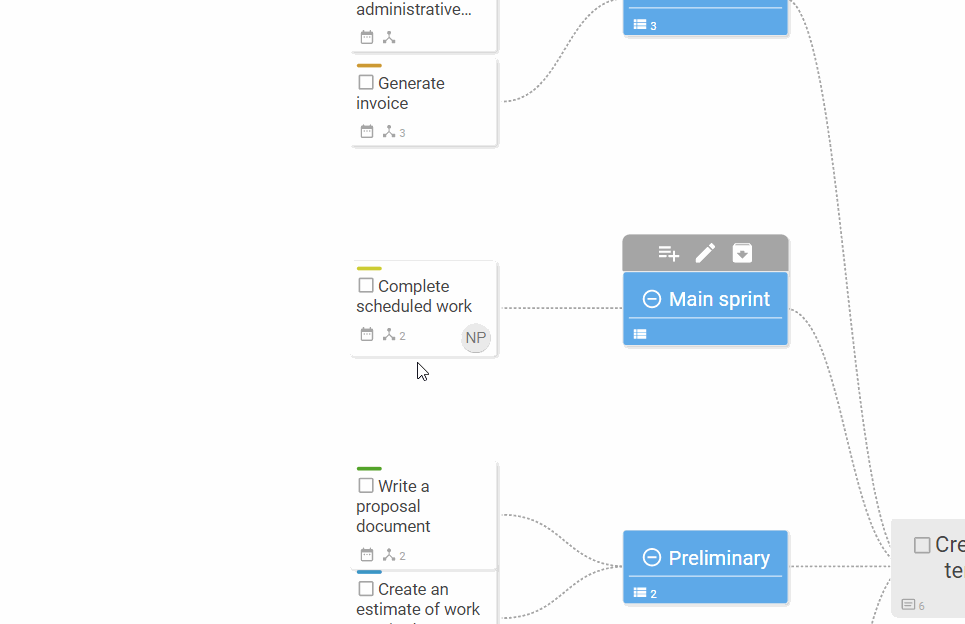 administrative...
3
Generate
invoice
3
Complete
scheduled work
2
NP
Main sprint
Write a
proposal
document
2
Preliminary
2
Create an
estimate of work
Cre
te
6